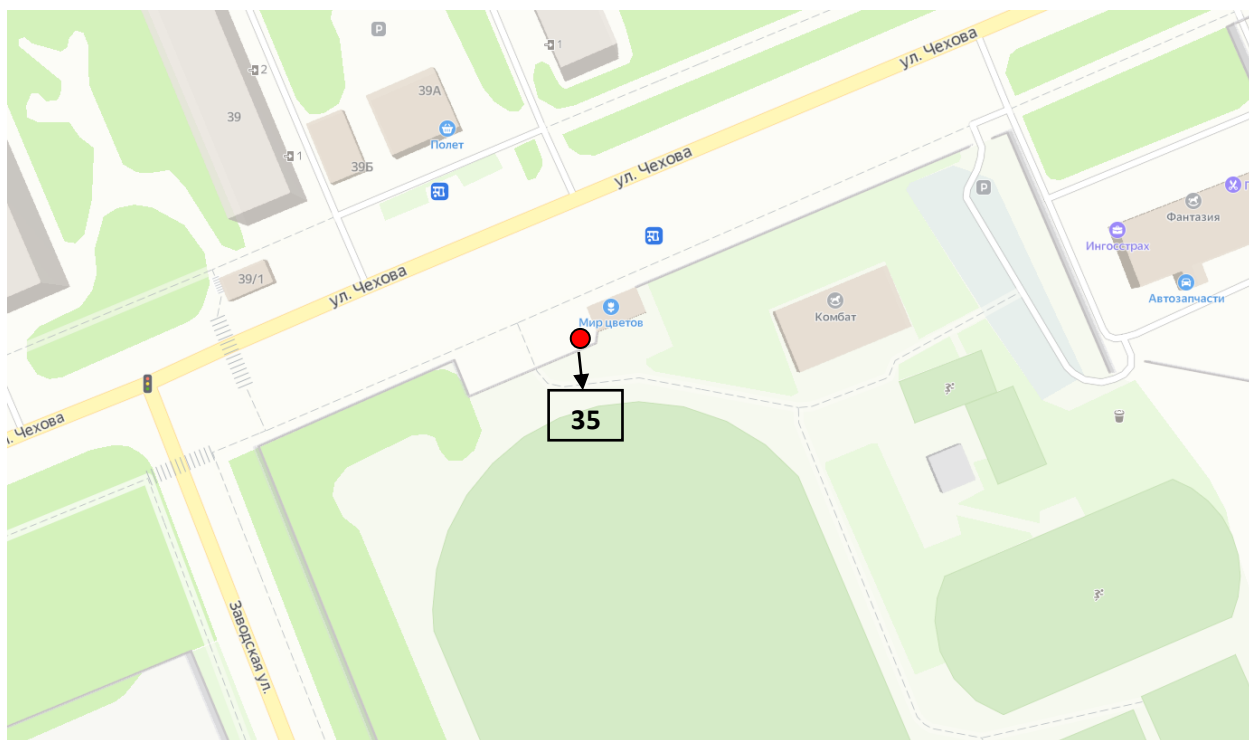 P
ул. Чехова
1
2
39А
39
Полет
1
39Б
ул. Чехова
P
Фантазия
Ингосстрах
39/1
ул. Чехова
Автозапчасти
Комбат
Мир цветов
35
л. Чехова
Заводская ул.